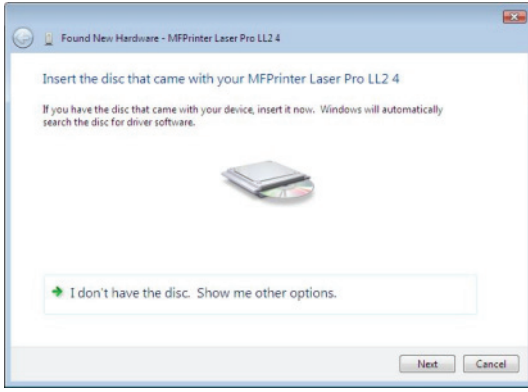 Found New Hardware - MFPrinter Laser Pro LL2 4
Insert the disc that came with your MFPrinter Laser Pro LL2 4
If you have the disc that came with your device, insert it now.  Windows will automatically
search the disc for driver software.
I don't have the disc.  Show me other options.
Next Cancel